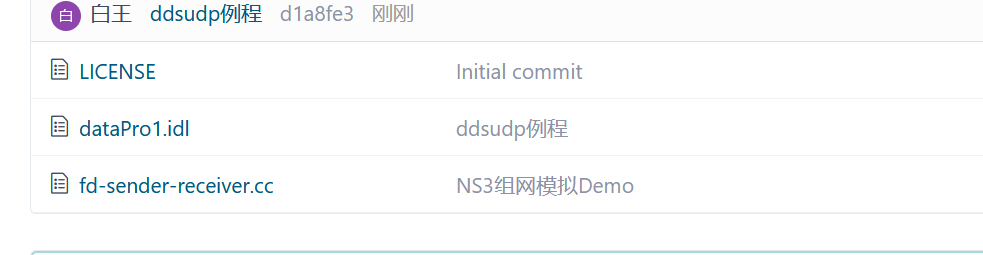 白 白王 ddsudp例程 d1a8fe3 刚刚
LICENSE Initial commit
dataPro1.idl ddsudp例程
fd-sender-receiver.cc NS3组网模拟Demo